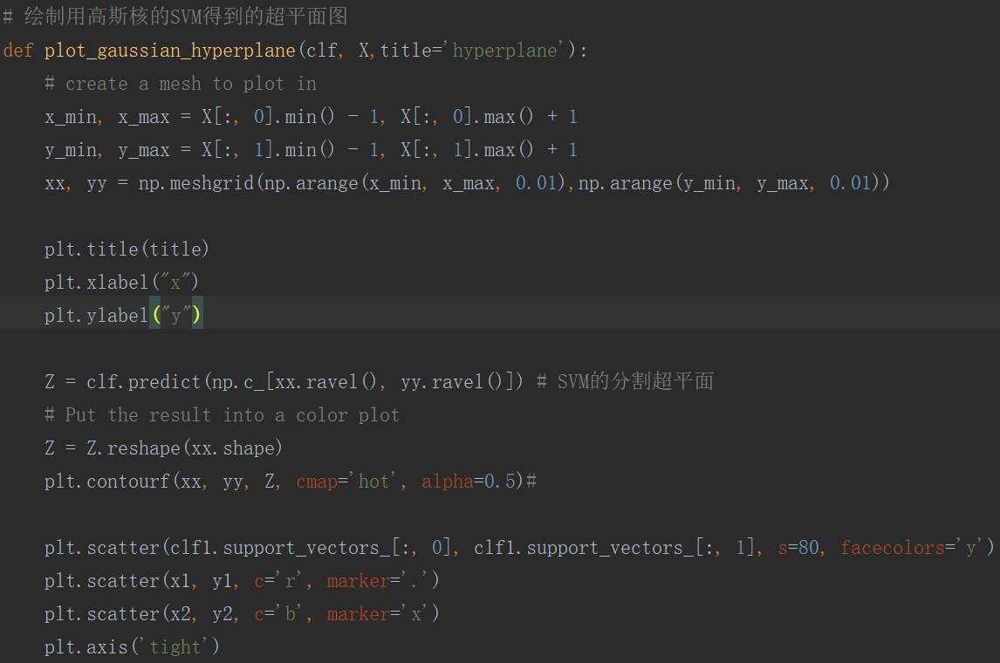 # 绘制用高斯核的SVM得到的超平面图
def plot_gaussian_hyperplane(clf, X,title='hyperplane'):
    # create a mesh to plot in
    x_min, x_max = X[:, 0].min() - 1, X[:, 0].max() + 1
    y_min, y_max = X[:, 1].min() - 1, X[:, 1].max() + 1
    xx, yy = np.meshgrid(np.arange(x_min, x_max, 0.01),np.arange(y_min, y_max, 0.01))
    plt.title(title)
    plt.xlabel("x")
    plt.ylabel("y")
    Z = clf.predict(np.c_[xx.ravel(), yy.ravel()]) # SVM的分割超平面
    # Put the result into a color plot
    Z = Z.reshape(xx.shape)
    plt.contourf(xx, yy, Z, cmap='hot', alpha=0.5)#
    plt.scatter(clf1.support_vectors_[:, 0], clf1.support_vectors_[:, 1], s=80, facecolors='y')
    plt.scatter(x1, y1, c='r', marker='.')
    plt.scatter(x2, y2, c='b', marker='x')
    plt.axis('tight')